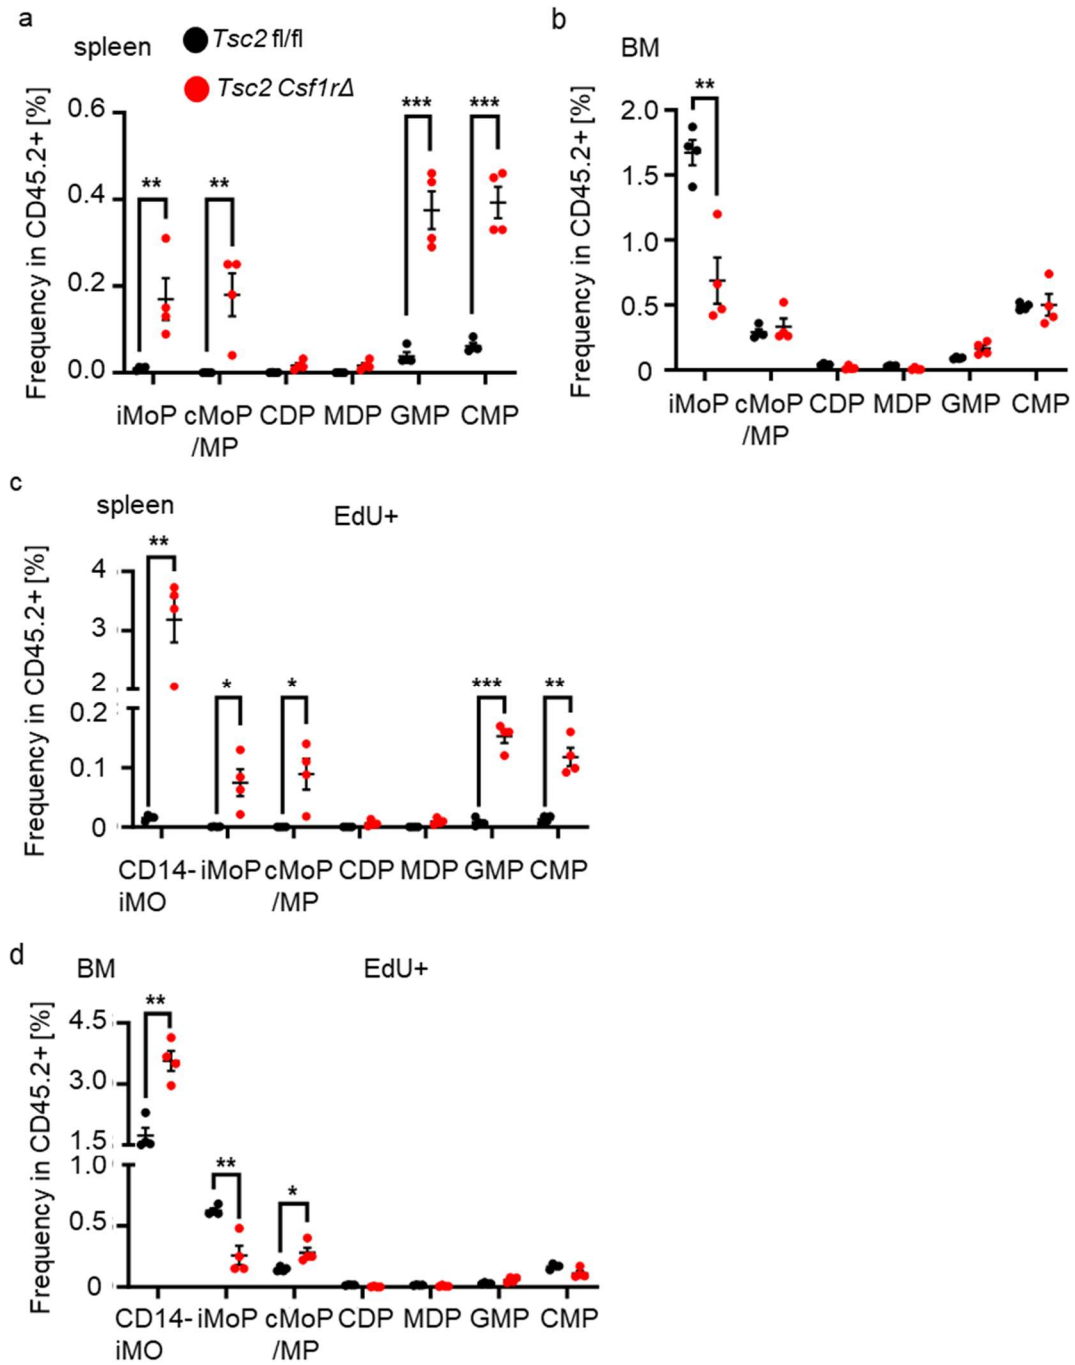 a
spleen
Tsc2 fl/fl
Tsc2 Csf1rΔ
Frequency in CD45.2+ [%]
0.6
0.4
0.2
0.0
** ** *** ***
iMoP cMoP CDP MDP GMP CMP
/MP
b
BM
Frequency in CD45.2+ [%]
2.0
1.5
1.0
0.5
0
**
iMoP cMoP CDP MDP GMP CMP
/MP
c
spleen
EdU+
Frequency in CD45.2+ [%]
4
3
2
0.2
0.1
0
** * * *** **
CD14- iMoP cMoP CDP MDP GMP CMP
iMO /MP
d
BM
EdU+
Frequency in CD45.2+ [%]
4.5
3.0
1.5
1.0
0.5
0
** ** *
CD14- iMoP cMoP CDP MDP GMP CMP
iMO /MP